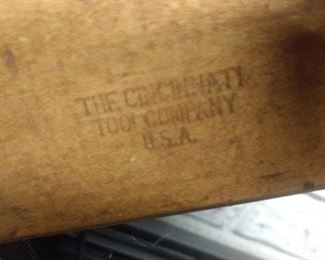 THE CINCINNATI
TOOL COMPANY
U.S.A.